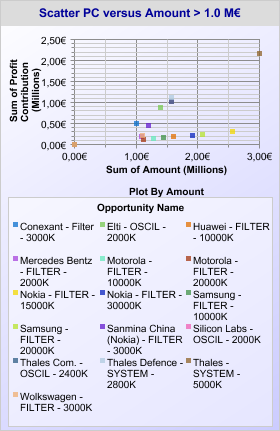 Scatter PC versus Amount > 1.0 M€
Sum of Profit
Contribution
(Millions)
2,50€
2,00€
1,50€
1,00€
0,50€
0,00€
0,00€ 1,00€ 2,00€ 3,00€
Sum of Amount (Millions)
Plot By Amount
Opportunity Name
Conexant - Filter
- 3000K
Elti - OSCIL -
2000K
Huawei - FILTER
- 10000K
Mercedes Bentz
- FILTER -
2000K
Motorola -
FILTER -
10000K
Motorola -
FILTER -
20000K
Nokia - FILTER -
15000K
Nokia - FILTER -
30000K
Samsung -
FILTER -
10000K
Samsung -
FILTER -
20000K
Sanmina China
(Nokia) - FILTER
- 3000K
Silicon Labs -
OSCIL - 2000K
Thales Com. -
OSCIL - 2400K
Thales Defence -
SYSTEM -
2800K
Thales -
SYSTEM -
5000K
Wolkswagen -
FILTER - 3000K